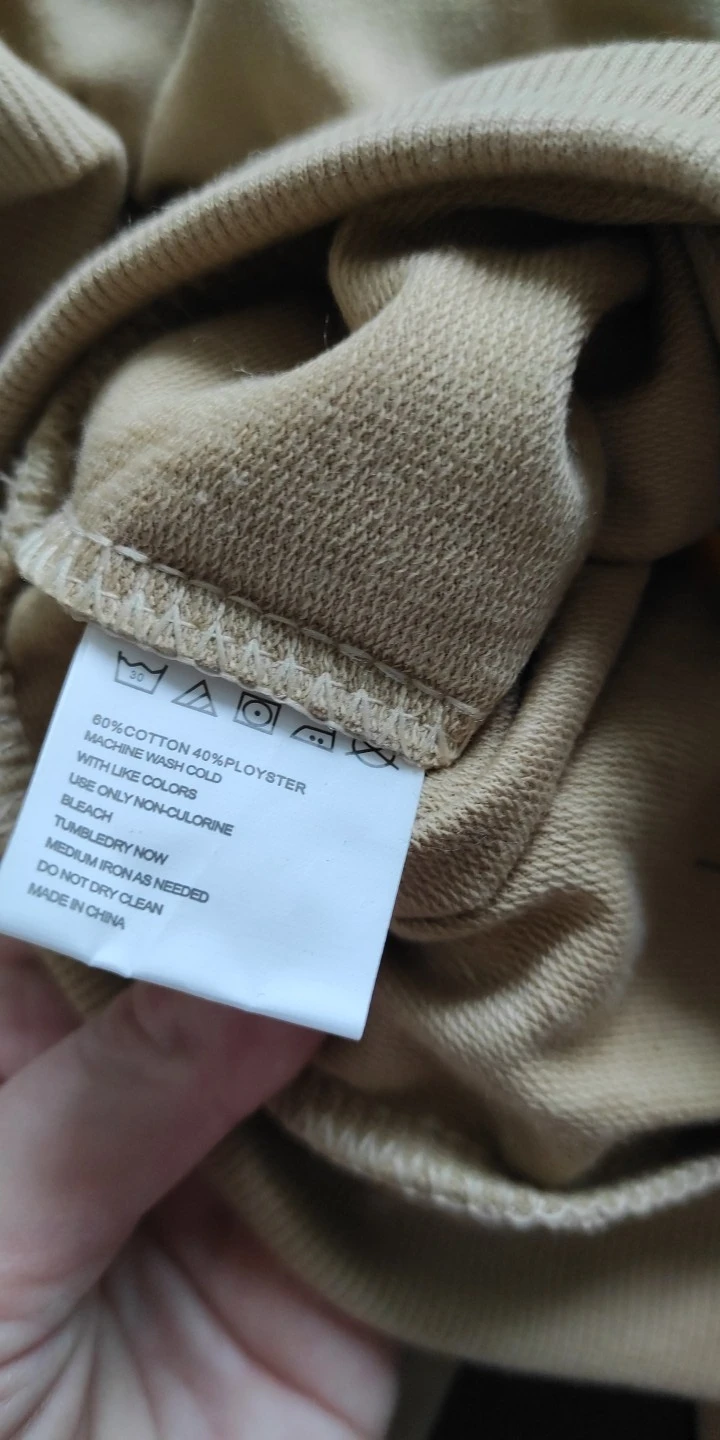 30
60%COTTON 40%PLOYSTER
MACHINE WASH COLD
WITH LIKE COLORS
USE ONLY NON-CULORINE
BLEACH
TUMBLEDRY NOW
MEDIUM IRON AS NEEDED
DO NOT DRY CLEAN
MADE IN CHINA